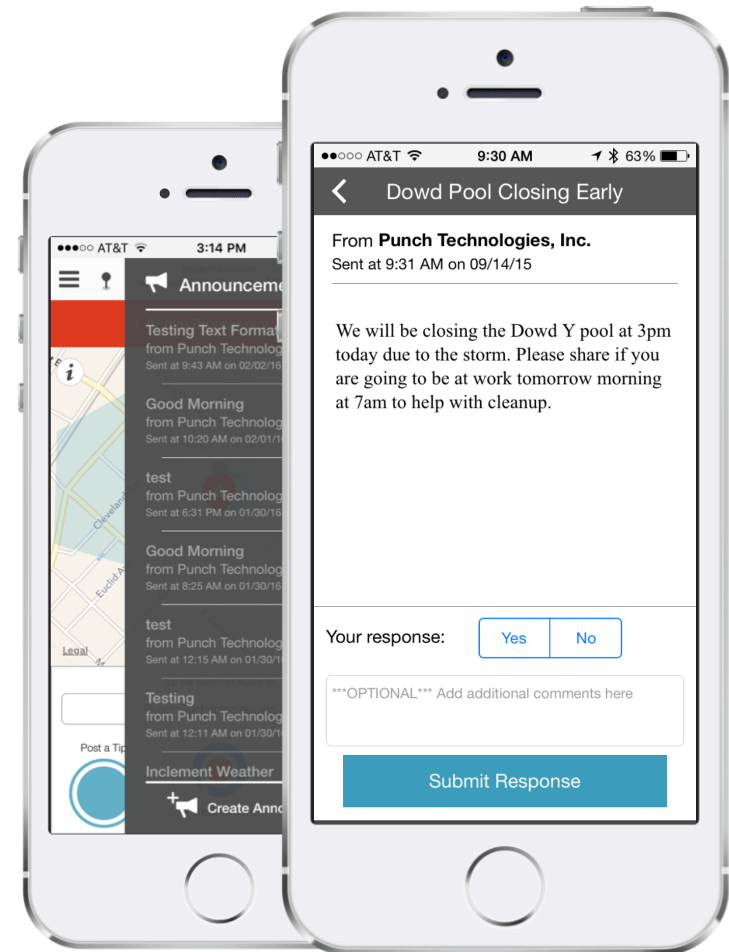 AT&T
3:14 PM
Announceme
Testing Text Format
from Punch Technolog
Sent at 9:43 AM on 02/02/16
Good Morning
from Punch Technolog
Sent at 10:20 AM on 02/01/1
test
from Punch Technolog
Sent at 6:31 PM on 01/30/16
Good Morning
from Punch Technolog
Sent at 8:25 AM on 01/30/16
test
from Punch Technolog
Sent at 12:15 AM on 01/30/1
Testing
from Punch Technolog
Sent at 12:11 AM on 01/30/1
Inclement Weather
Create Anno
i
Cleveland
Euclid A
Legal
Post a Tip
AT&T 9:30 AM 63%
Dowd Pool Closing Early
From Punch Technologies, Inc.
Sent at 9:31 AM on 09/14/15
We will be closing the Dowd Y pool at 3pm
today due to the storm. Please share if you
are going to be at work tomorrow morning
at 7am to help with cleanup.
Your response: Yes No
***OPTIONAL*** Add additional comments here
Submit Response